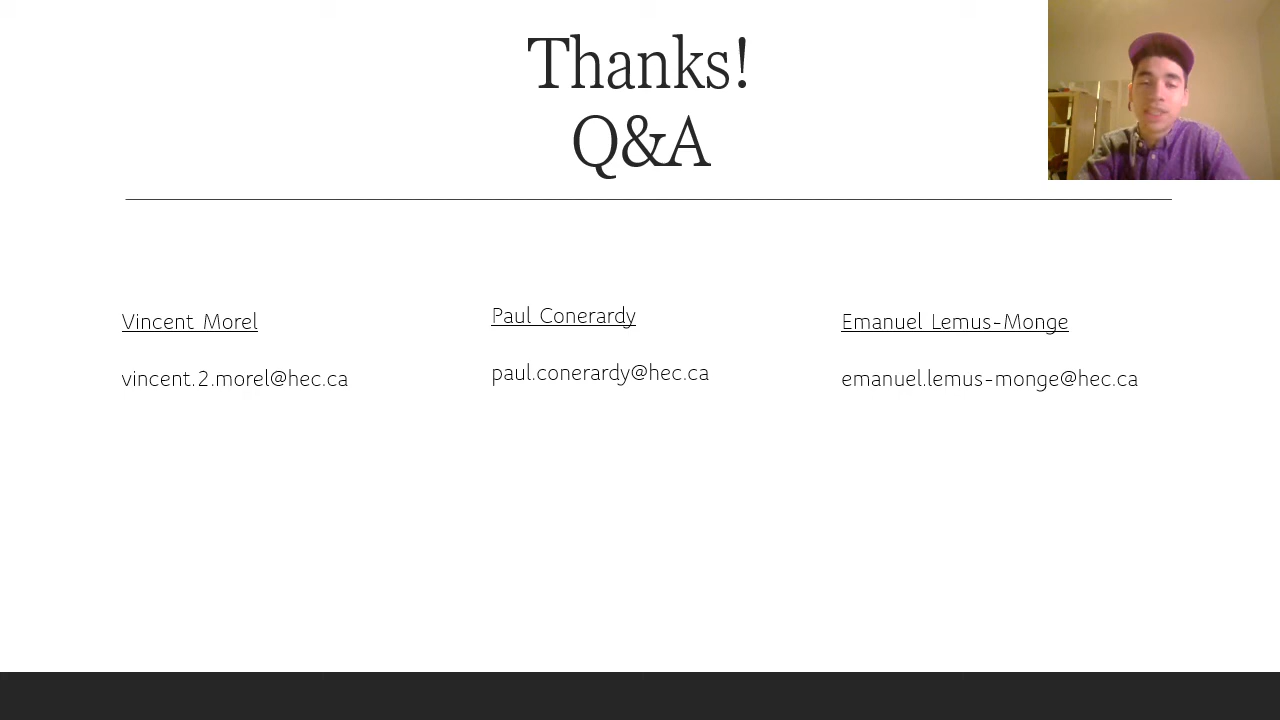 Thanks!
Q&A
Vincent Morel
vincent.2.morel@hec.ca
Paul Conerardy
paul.conerardy@hec.ca
Emanuel Lemus-Monge
emanuel.lemus-monge@hec.ca